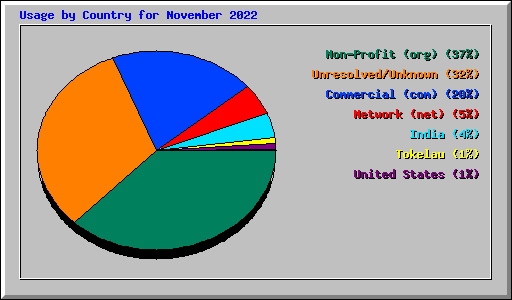 Usage by Country for November 2022
Non-Profit (org) (37%)
Unresolved/Unknown (32%)
Commercial (com) (20%)
Network (net) (5%)
India (4%)
Tokelau (1%)
United States (1%)